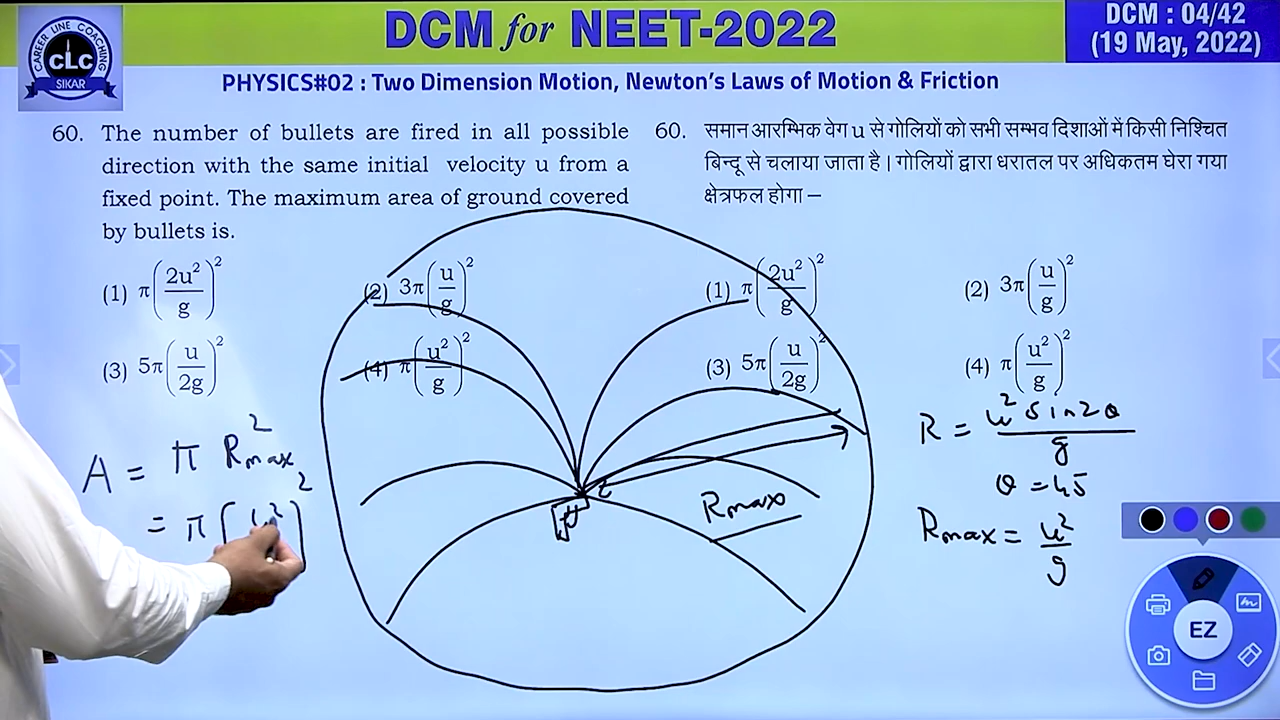 CAREER LINE COACHING
CLC
SIKAR
DCM for NEET-2022
DCM : 04/42
(19 May, 2022)
PHYSICS#02 : Two Dimension Motion, Newton's Laws of Motion & Friction
60. The number of bullets are fired in all possible
direction with the same initial velocity u from a
fixed point. The maximum area of ground covered
by bullets is.
(1) π(2u²/g)² (2) 3π(u/g)²
(3) 5π(u/2g)² (4) π(u²/g)²
60. समान आरम्भिक वेग u से गोलियों को सभी सम्भव दिशाओं में किसी निश्चित
बिन्दू से चलाया जाता है। गोलियों द्वारा धरातल पर अधिकतम घेरा गया
क्षेत्रफल होगा –
(1) π(2u²/g)² (2) 3π(u/g)²
(3) 5π(u/2g)² (4) π(u²/g)²
A = π R²max
= π [u²
]²
Rmax
R = u² sin2θ/g
θ = 45
Rmax = u²/g
EZ